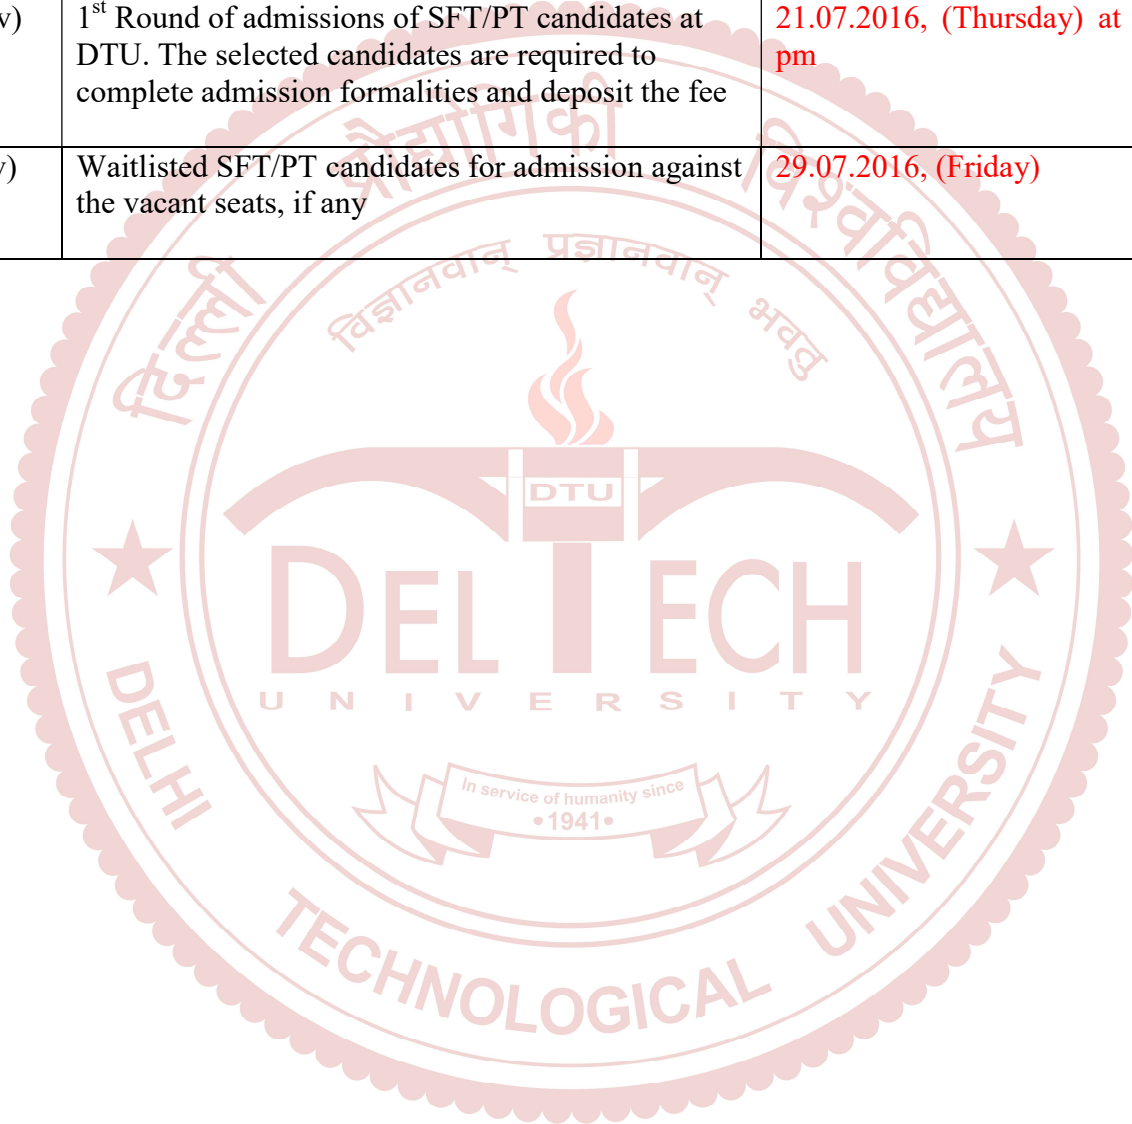 v) 1st Round of admissions of SFT/PT candidates at 21.07.2016, (Thursday) at
DTU. The selected candidates are required to pm
complete admission formalities and deposit the fee
v) Waitlisted SFT/PT candidates for admission against 29.07.2016, (Friday)
the vacant seats, if any
दिल्ली प्रौद्योगिकी विश्वविद्यालय
विज्ञानवान् प्रज्ञानवान् भवतु
DTU
DELTECH
UNIVERSITY
In service of humanity since
•1941•
DELHI TECHNOLOGICAL UNIVERSITY